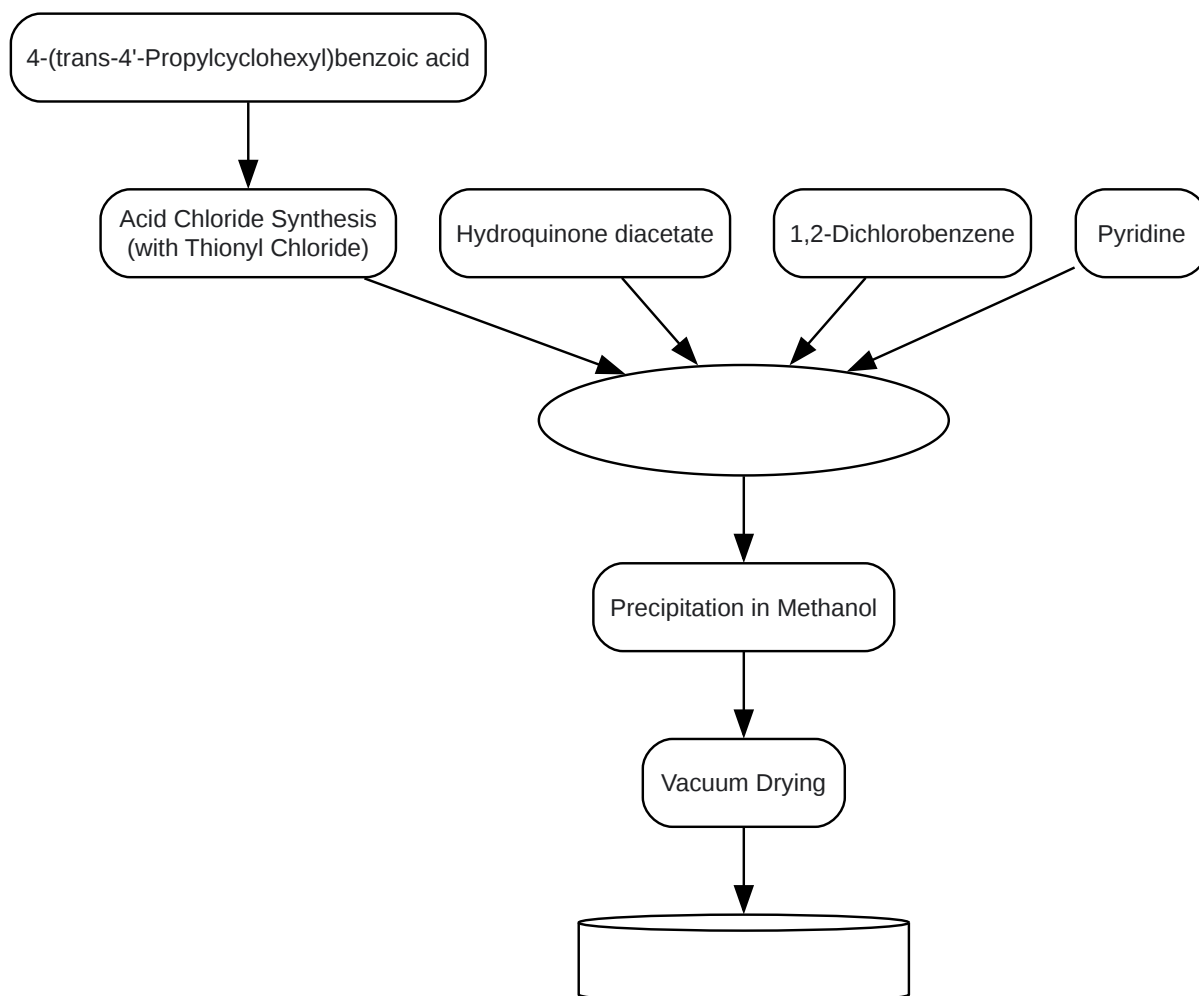 4-(trans-4'-Propylcyclohexyl)benzoic acid
Acid Chloride Synthesis
(with Thionyl Chloride)
Hydroquinone diacetate
1,2-Dichlorobenzene
Pyridine
Precipitation in Methanol
Vacuum Drying